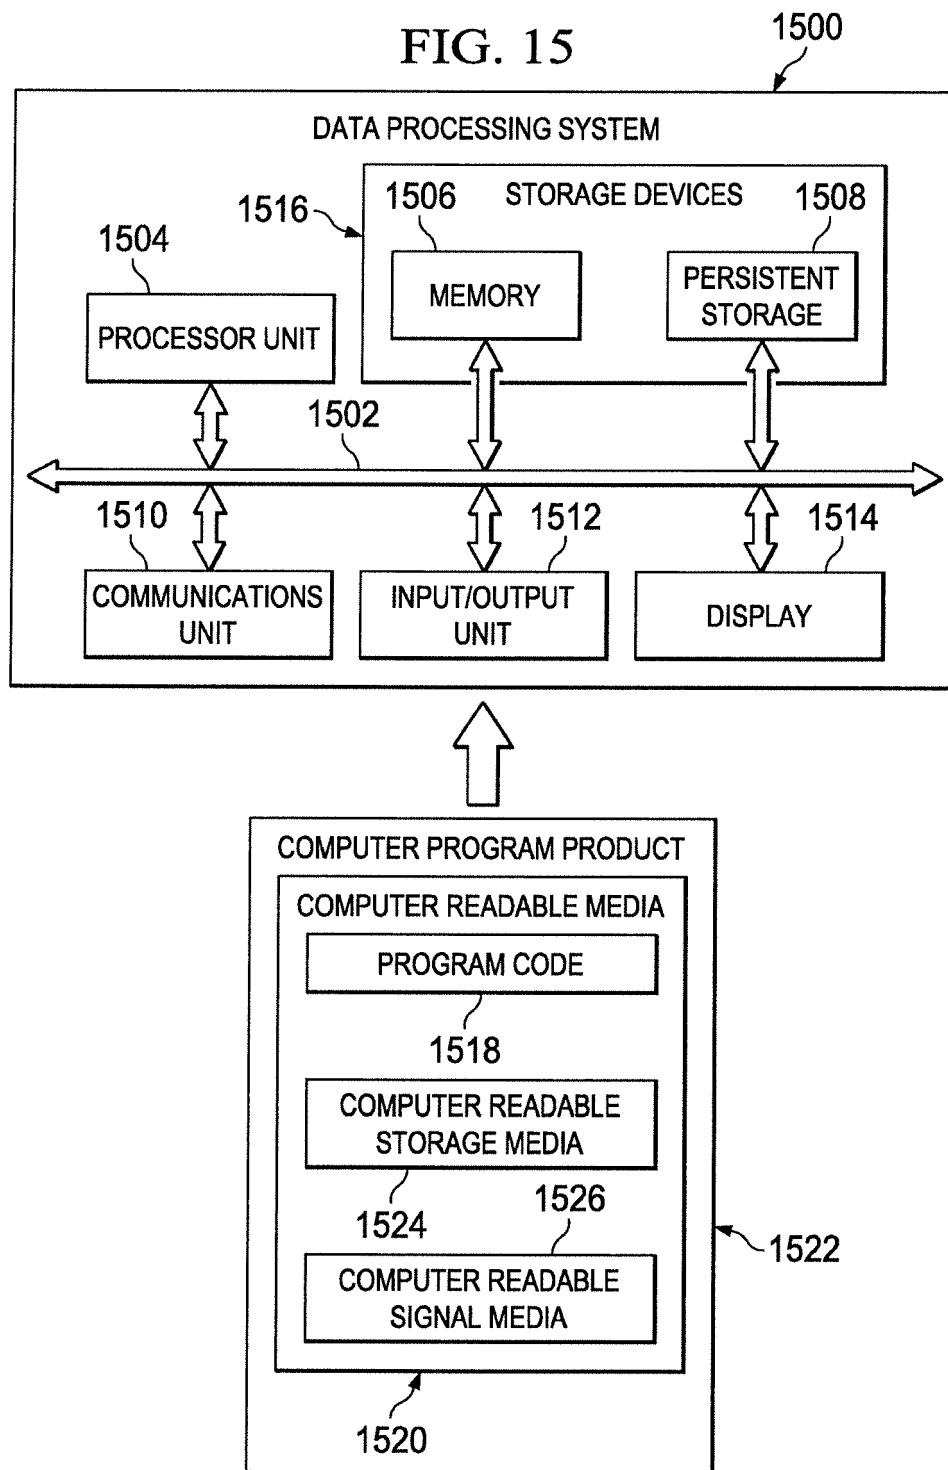 FIG. 15
1500
DATA PROCESSING SYSTEM
STORAGE DEVICES
1516
1506
1508
1504
MEMORY
PERSISTENT
STORAGE
PROCESSOR UNIT
1502
1510
1512
1514
COMMUNICATIONS
UNIT
INPUT/OUTPUT
UNIT
DISPLAY
COMPUTER PROGRAM PRODUCT
COMPUTER READABLE MEDIA
PROGRAM CODE
1518
COMPUTER READABLE
STORAGE MEDIA
1524
1526
1522
COMPUTER READABLE
SIGNAL MEDIA
1520